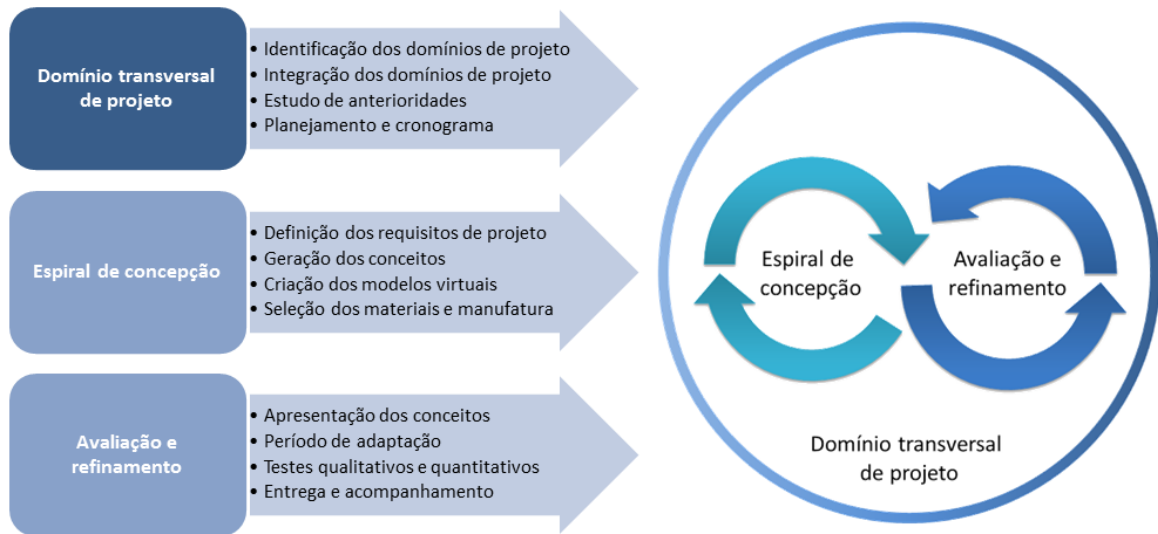 Domínio transversal
de projeto
• Identificação dos domínios de projeto
• Integração dos domínios de projeto
• Estudo de anterioridades
• Planejamento e cronograma
Espiral de concepção
• Definição dos requisitos de projeto
• Geração dos conceitos
• Criação dos modelos virtuais
• Seleção dos materiais e manufatura
Avaliação e
refinamento
• Apresentação dos conceitos
• Período de adaptação
• Testes qualitativos e quantitativos
• Entrega e acompanhamento
Espiral de
concepção
Avaliação e
refinamento
Domínio transversal
de projeto